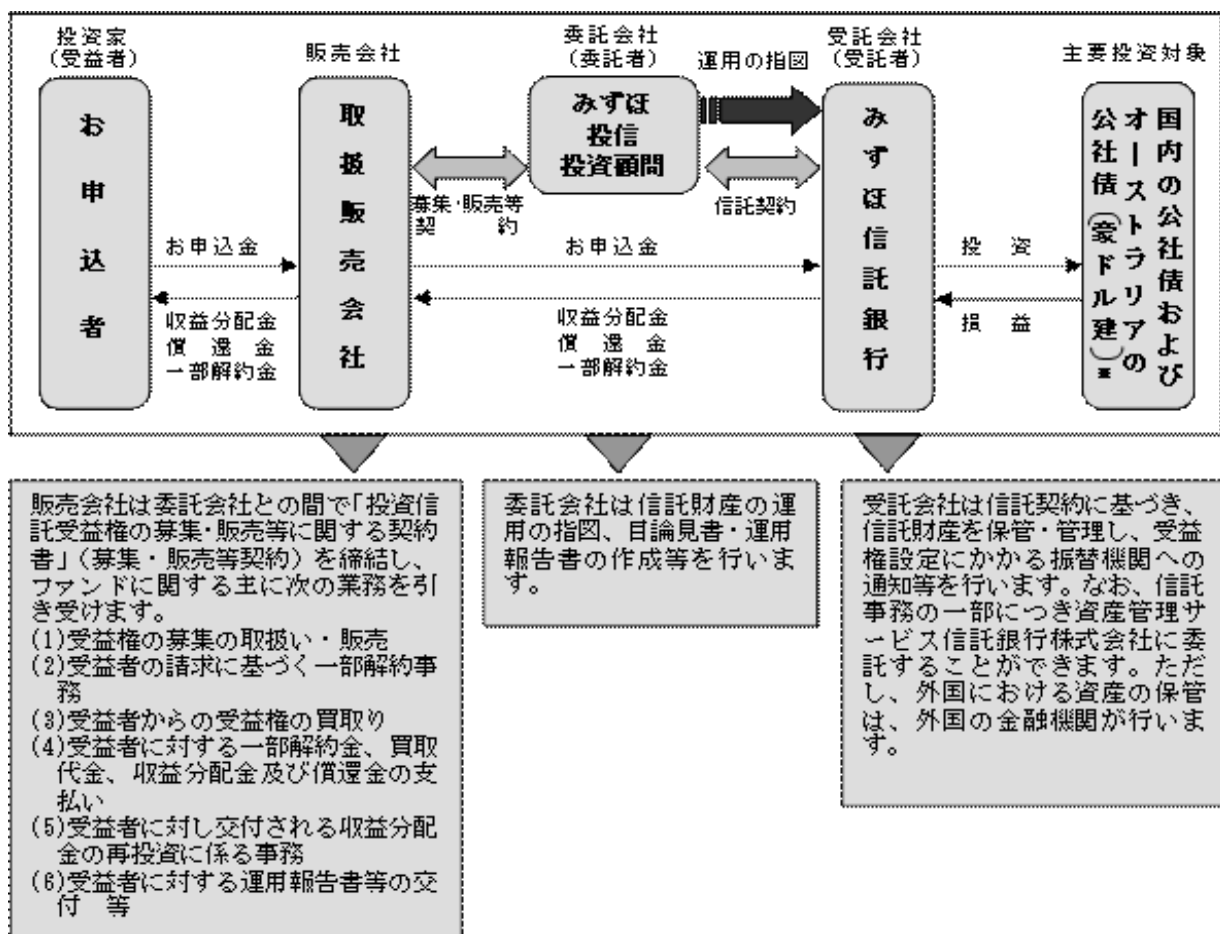 投資家
(受益者)
販売会社
委託会社
(委託者)
運用の指図
受託会社
(受託者)
主要投資対象
お申込者
取扱販売会社
みずほ
投信
投資顧問
みずほ信託銀行
国内の公社債および
オーストラリアの
公社債(豪ドル建)※
募集・販売等
契　約
信託契約
お申込金
お申込金
投　資
収益分配金
償　還　金
一部解約金
収益分配金
償　還　金
一部解約金
損　益
販売会社は委託会社との間で「投資信
託受益権の募集・販売等に関する契約
書」(募集・販売等契約)を締結し、
ファンドに関する主に次の業務を引
き受けます。
(1)受益権の募集の取扱い・販売
(2)受益者の請求に基づく一部解約事
務
(3)受益者からの受益権の買取り
(4)受益者に対する一部解約金、買取
代金、収益分配金及び償還金の支
払い
(5)受益者に対し交付される収益分配
金の再投資に係る事務
(6)受益者に対する運用報告書等の交
付　等
委託会社は信託財産の運
用の指図、目論見書・運用
報告書の作成等を行いま
す。
受託会社は信託契約に基づき、
信託財産を保管・管理し、受益
権設定にかかる振替機関への
通知等を行います。なお、信託
事務の一部につき資産管理サ
ービス信託銀行株式会社に委
託することができます。ただ
し、外国における資産の保管
は、外国の金融機関が行いま
す。